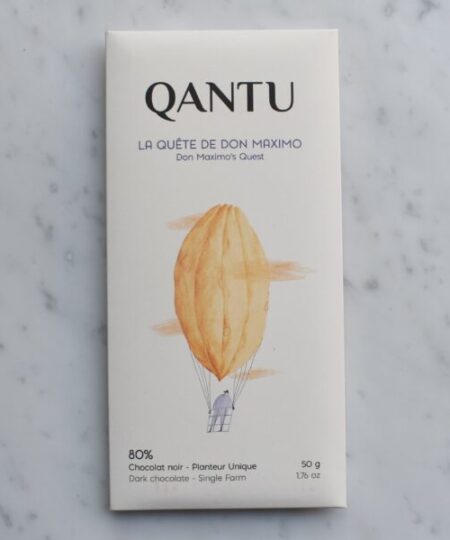 QANTU
LA QUÊTE DE DON MAXIMO
Don Maximo's Quest
80%
Chocolat noir - Planteur Unique
Dark chocolate - Single Farm
50 g
1,76 oz